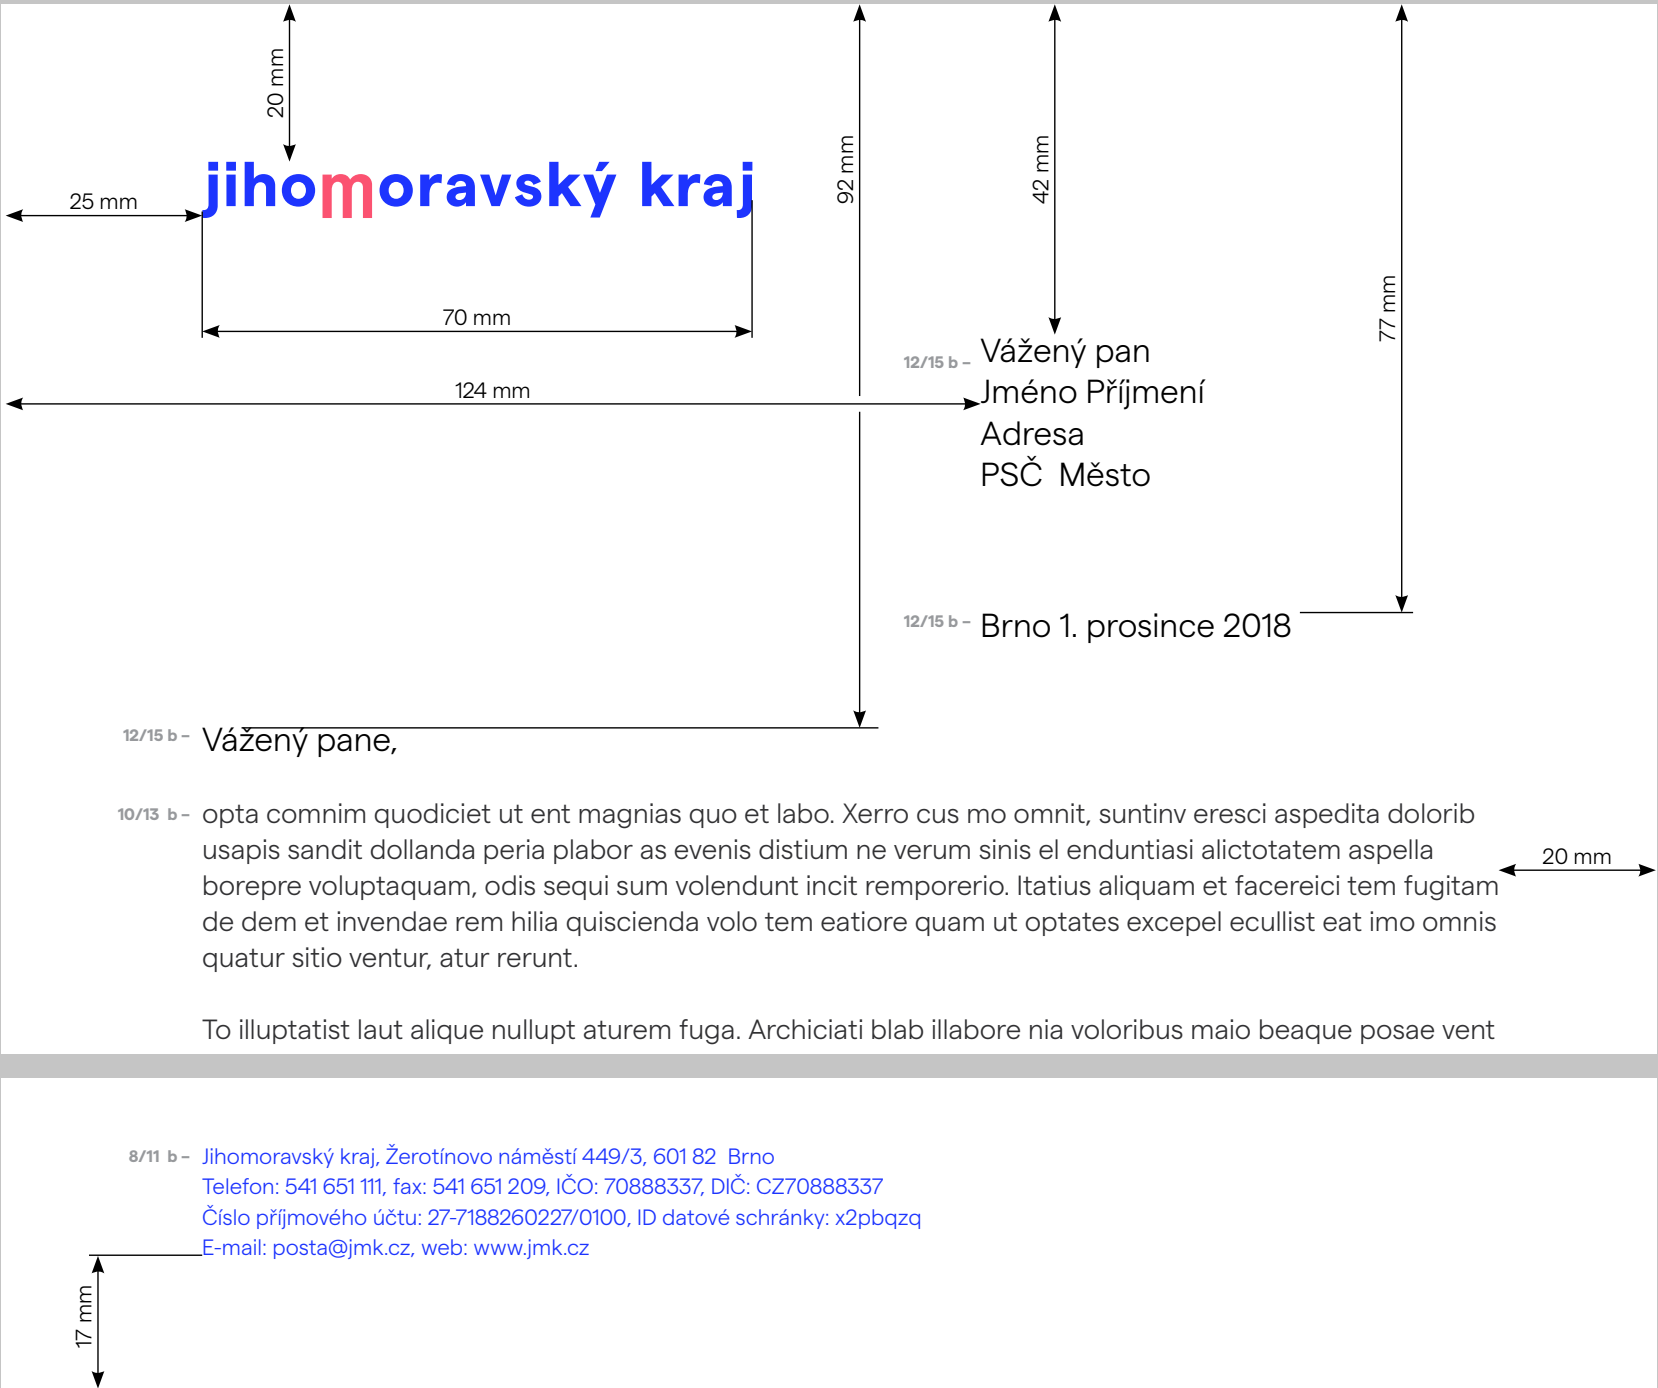 20 mm
92 mm
42 mm
77 mm
jihomoravský kraj
25 mm
70 mm
124 mm
12/15 b –
Vážený pan
Jméno Příjmení
Adresa
PSČ  Město
12/15 b –
Brno 1. prosince 2018
12/15 b –
Vážený pane,
10/13  b –
opta comnim quodiciet ut ent magnias quo et labo. Xerro cus mo omnit, suntinv eresci aspedita dolorib
usapis sandit dollanda peria plabor as evenis distium ne verum sinis el enduntiasi alictotatem aspella
borepre voluptaquam, odis sequi sum volendunt incit remporerio. Itatius aliquam et facereici tem fugitam
de dem et invendae rem hilia quiscienda volo tem eatiore quam ut optates excepel ecullist eat imo omnis
quatur sitio ventur, atur rerunt.
20 mm
To illuptatist laut alique nullupt aturem fuga. Archiciati blab illabore nia voloribus maio beaque posae vent
8/11  b –
Jihomoravský kraj, Žerotínovo náměstí 449/3, 601 82  Brno
Telefon: 541 651 111, fax: 541 651 209, IČO: 70888337, DIČ: CZ70888337
Číslo příjmového účtu: 27-7188260227/0100, ID datové schránky: x2pbqzq
E-mail: posta@jmk.cz, web: www.jmk.cz
17 mm